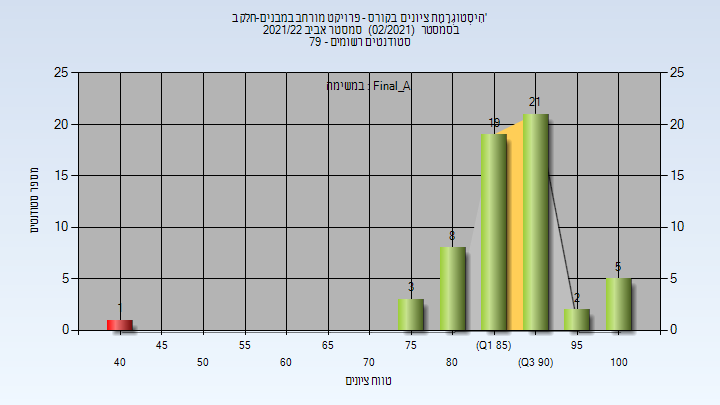 היסטוגרמת ציונים בקורס - פרויקט מורחב במבנים-חלק ב'
בסמסטר (02/2021) סמסטר אביב 2021/22
סטודנטים רשומים - 79
במשימה : Final_A
מספר סטודנטים
25 25
20 20
15 15
10 10
5 5
0 0
1 3 8 19 21 2 5
45 55 65 75 (Q1 85) 95
40 50 60 70 80 (Q3 90) 100
טווח ציונים